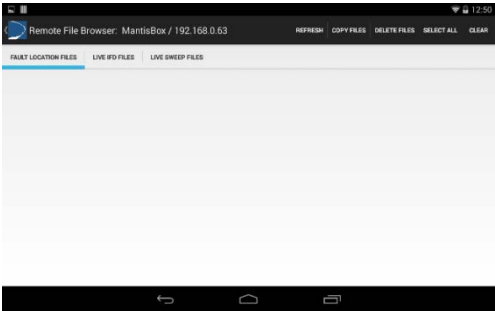 12:50
Remote File Browser: MantisBox / 192.168.0.63 REFRESH COPY FILES DELETE FILES SELECT ALL CLEAR
FAULT LOCATION FILES LIVE IFD FILES LIVE SWEEP FILES